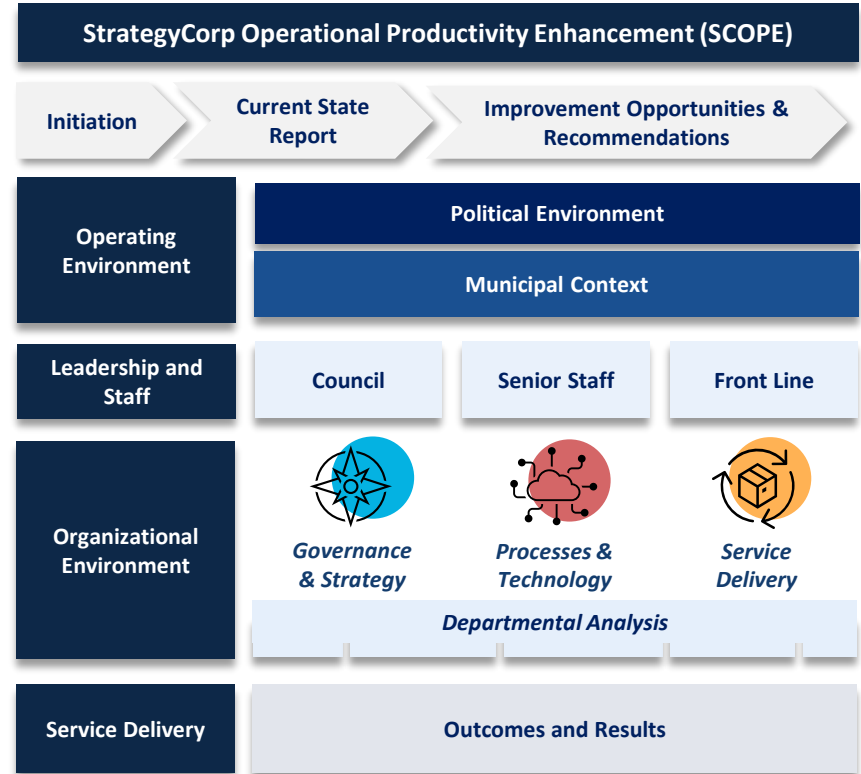 StrategyCorp Operational Productivity Enhancement (SCOPE)
Initiation
Current State
Report
Improvement Opportunities &
Recommendations
Operating
Environment
Political Environment
Municipal Context
Leadership and
Staff
Council
Senior Staff
Front Line
Organizational
Environment
Governance
& Strategy
Processes &
Technology
Service
Delivery
Departmental Analysis
Service Delivery
Outcomes and Results